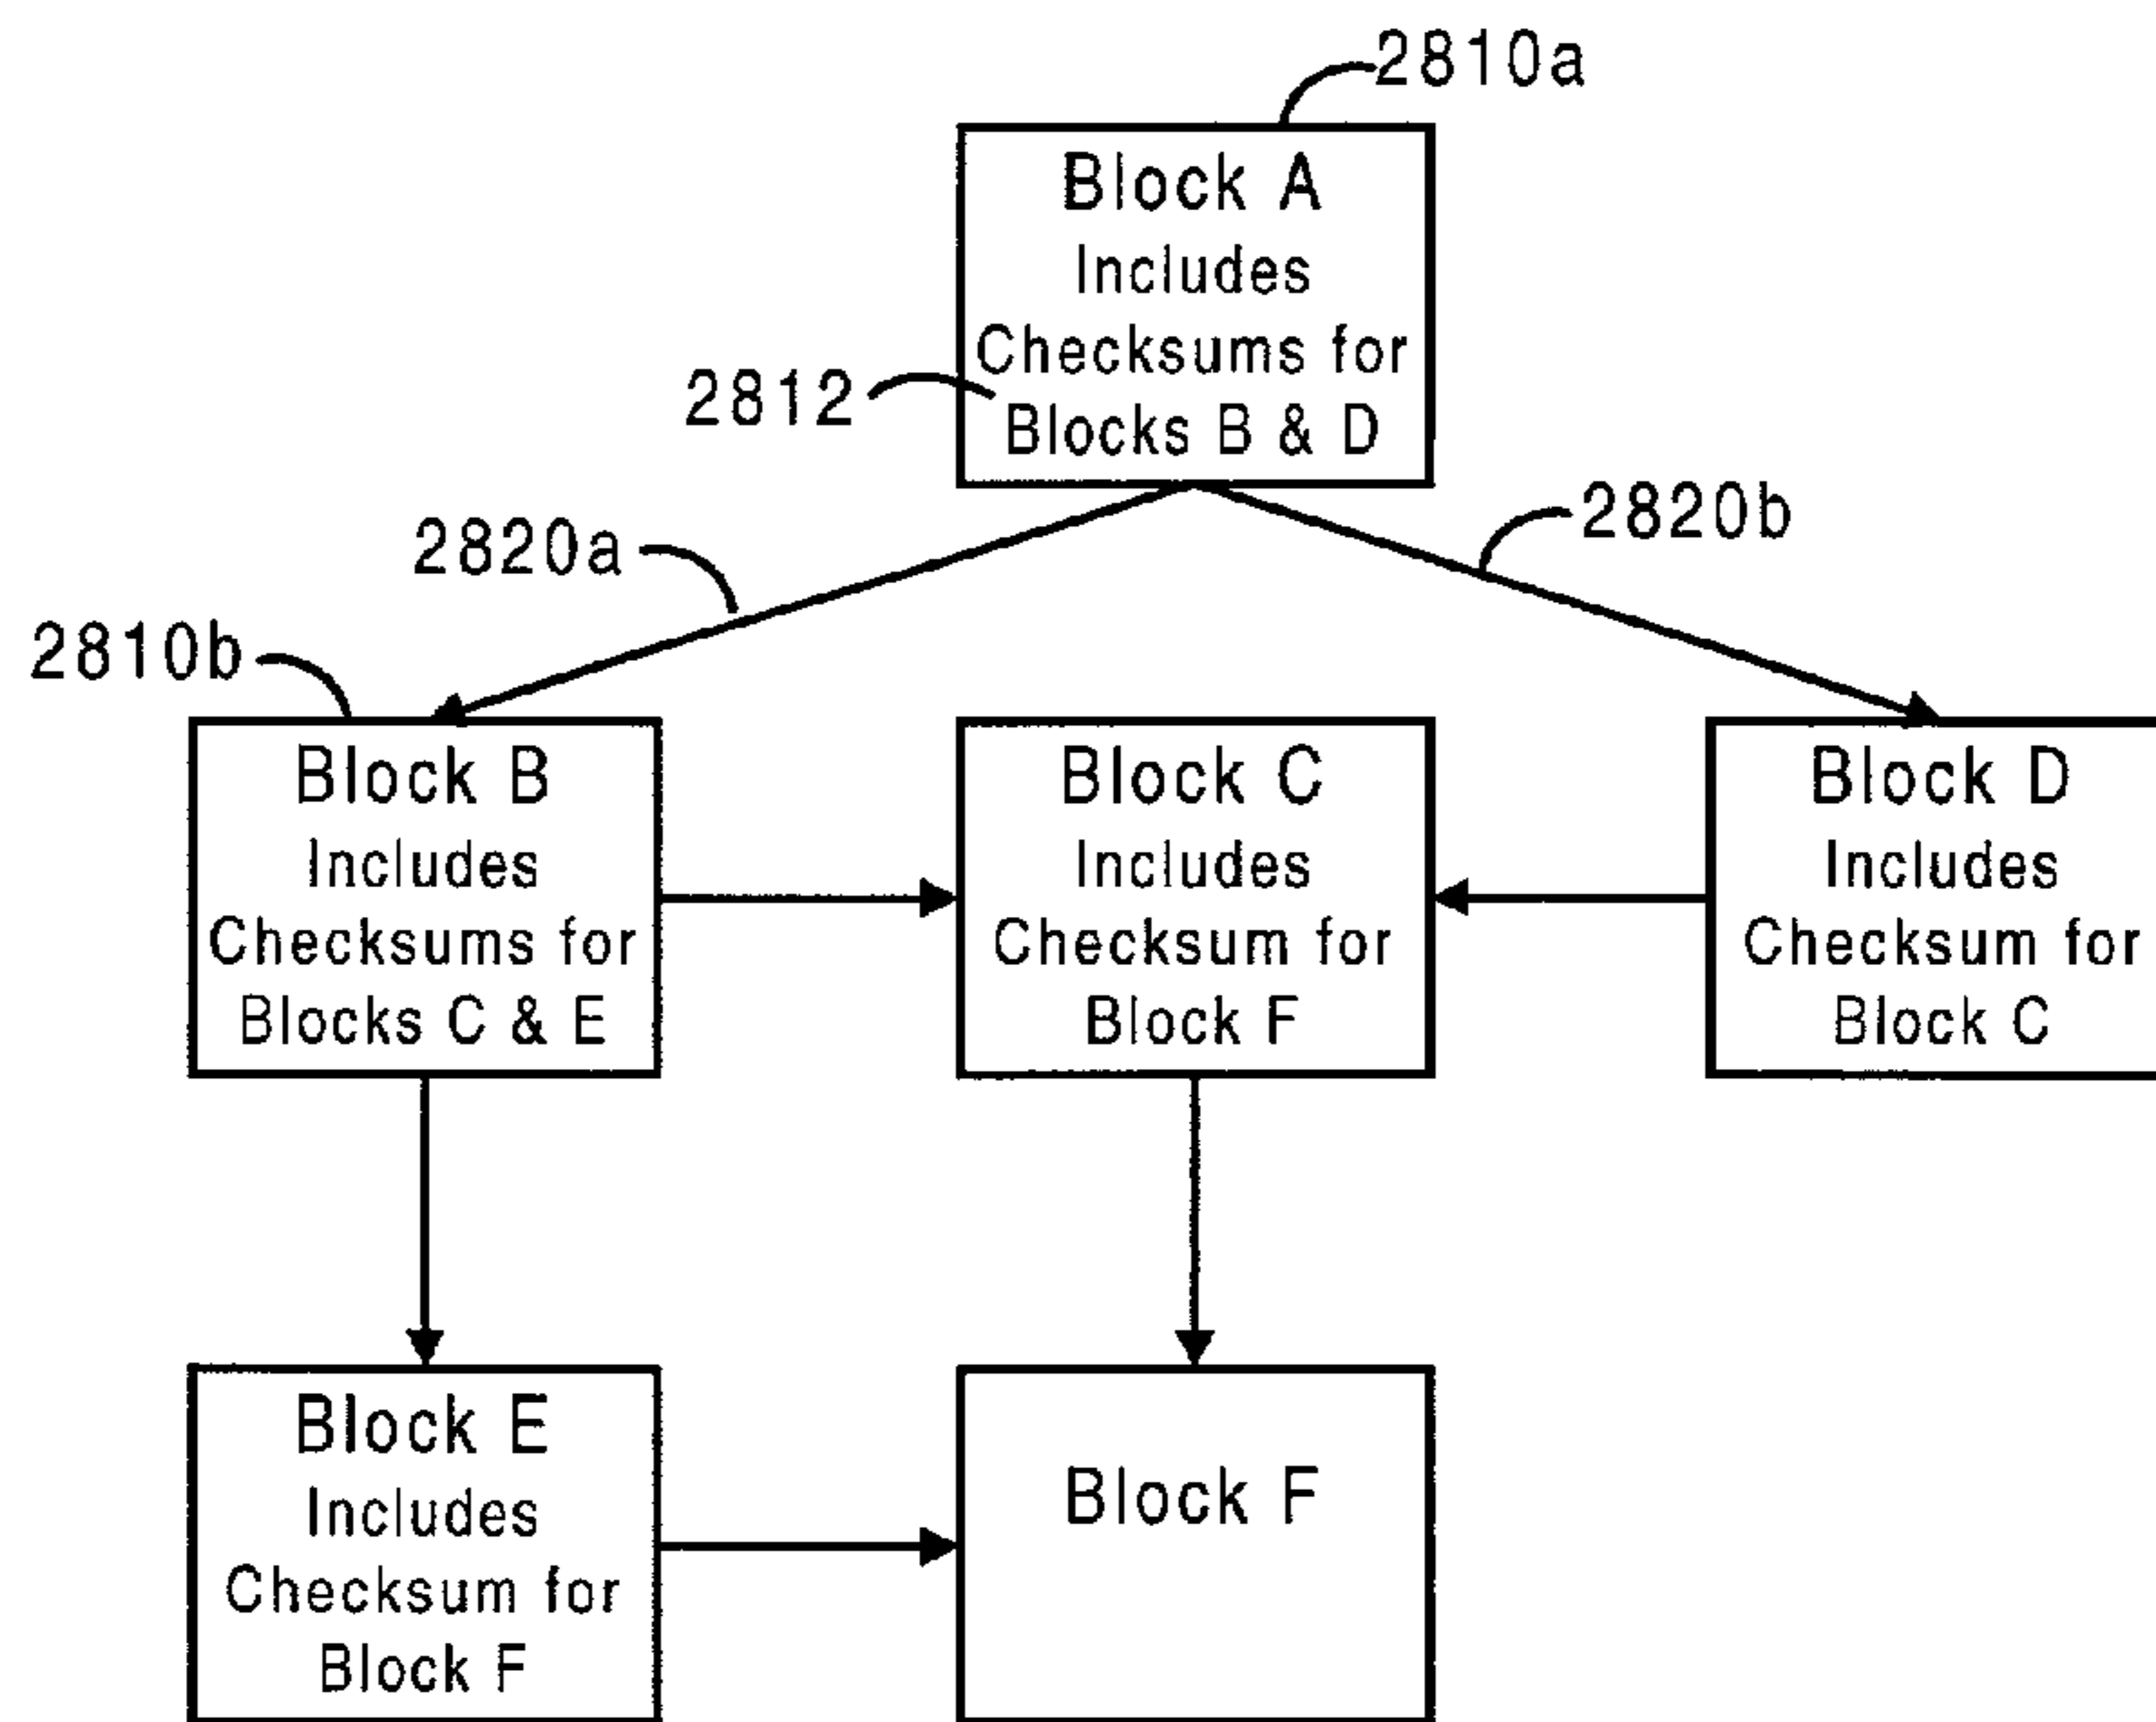 2810a
Block A
Includes
Checksums for
2812
Blocks B & D
2820b
2820a
2810b
Block B
Includes
Checksums for
Blocks C & E
Block C
Includes
Checksum for
Block F
Block D
Includes
Checksum for
Block C
Block E
Includes
Checksum for
Block F
Block F